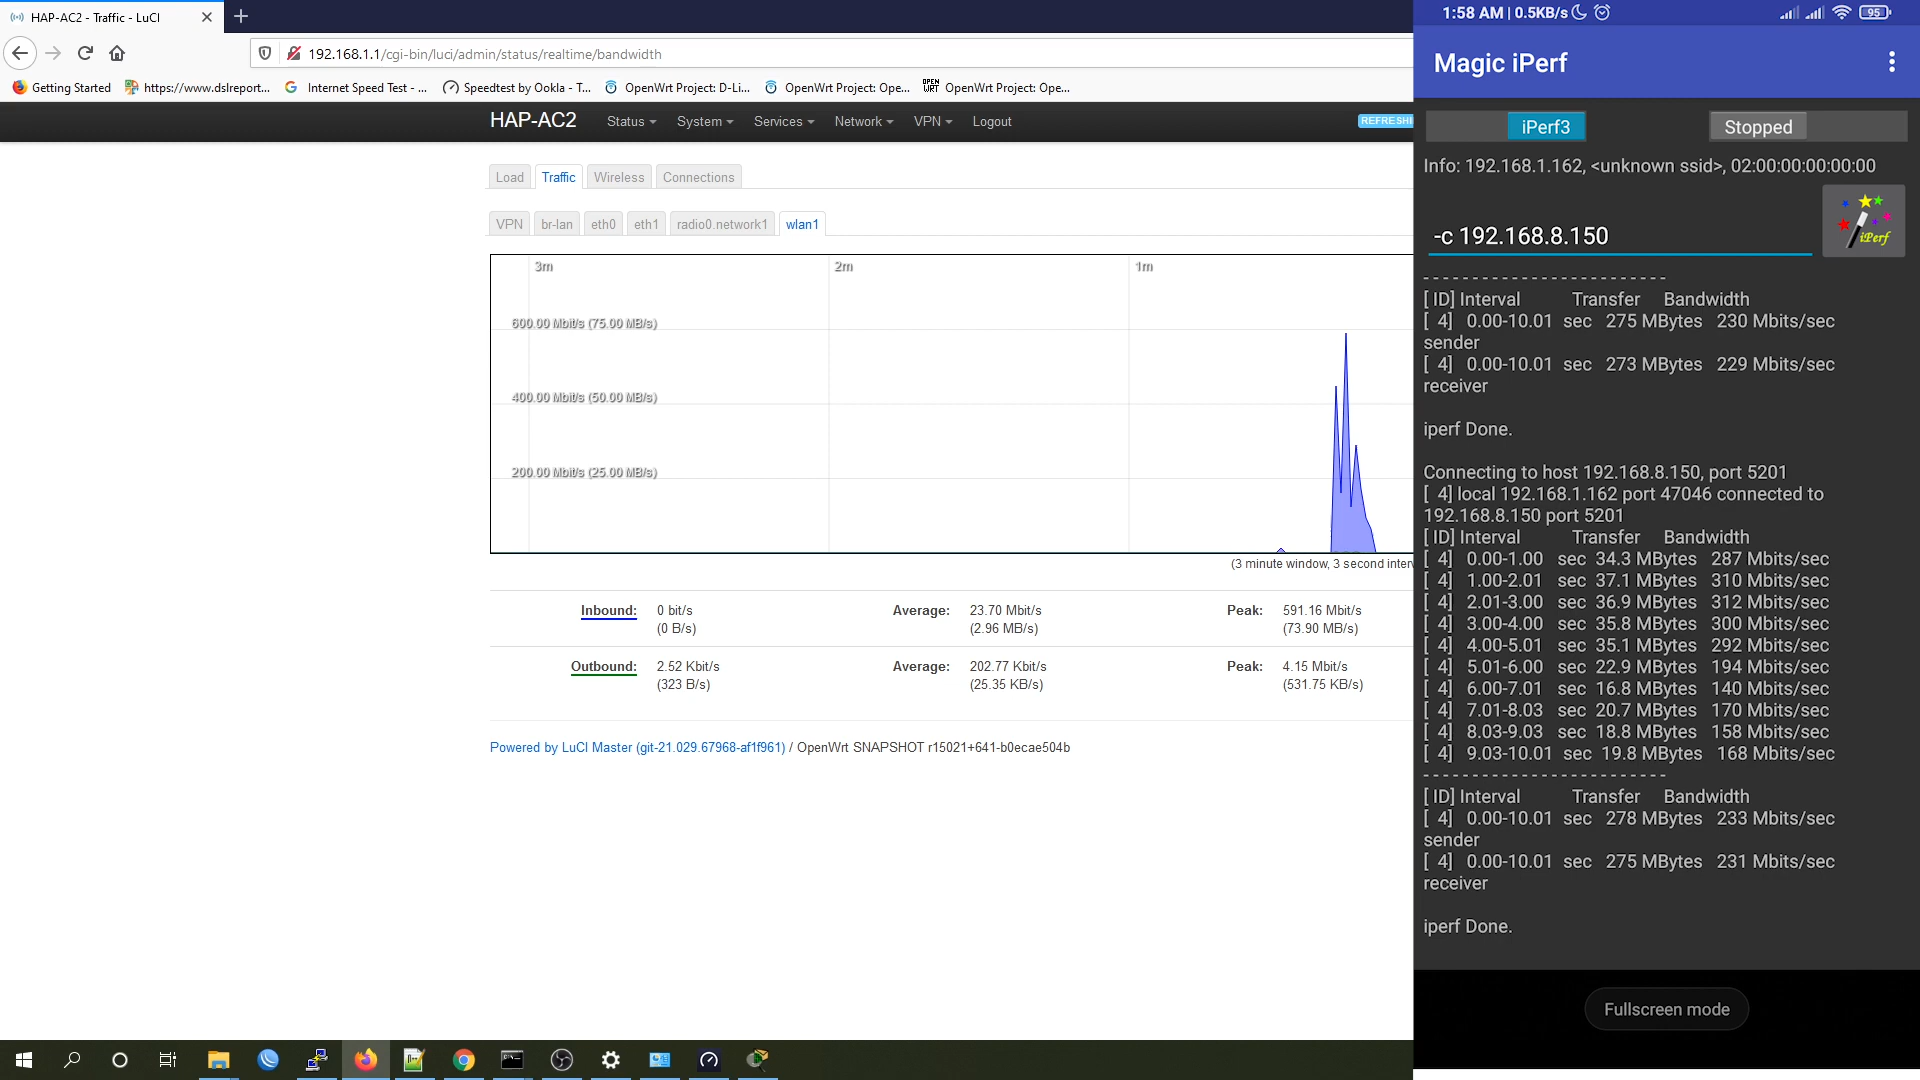 HAP-AC2 - Traffic - LuCI
192.168.1.1/cgi-bin/luci/admin/status/realtime/bandwidth
Getting Started
https://www.dslreport...
Internet Speed Test - ...
Speedtest by Ookla - T...
OpenWrt Project: D-Li...
OpenWrt Project: Ope...
OPEN
WRT
OpenWrt Project: Ope...
HAP-AC2
Status
System
Services
Network
VPN
Logout
REFRESHI
Load
Traffic
Wireless
Connections
VPN
br-lan
eth0
eth1
radio0.network1
wlan1
3m
2m
1m
600.00 Mbit/s (75.00 MB/s)
400.00 Mbit/s (50.00 MB/s)
200.00 Mbit/s (25.00 MB/s)
(3 minute window, 3 second interv
Inbound: 0 bit/s Average: 23.70 Mbit/s Peak: 591.16 Mbit/s
(0 B/s) (2.96 MB/s) (73.90 MB/s)
Outbound: 2.52 Kbit/s Average: 202.77 Kbit/s Peak: 4.15 Mbit/s
(323 B/s) (25.35 KB/s) (531.75 KB/s)
Powered by LuCI Master (git-21.029.67968-af1f961) / OpenWrt SNAPSHOT r15021+641-b0ecae504b
1:58 AM | 0.5KB/s
95
Magic iPerf
iPerf3
Stopped
Info: 192.168.1.162, <unknown ssid>, 02:00:00:00:00:00
-c 192.168.8.150
iPerf
- - - - - - - - - - - - - - - - - - - - - - - - -
[ ID] Interval Transfer Bandwidth
[ 4] 0.00-10.01 sec 275 MBytes 230 Mbits/sec
sender
[ 4] 0.00-10.01 sec 273 MBytes 229 Mbits/sec
receiver
iperf Done.
Connecting to host 192.168.8.150, port 5201
[ 4] local 192.168.1.162 port 47046 connected to
192.168.8.150 port 5201
[ ID] Interval Transfer Bandwidth
[ 4] 0.00-1.00 sec 34.3 MBytes 287 Mbits/sec
[ 4] 1.00-2.01 sec 37.1 MBytes 310 Mbits/sec
[ 4] 2.01-3.00 sec 36.9 MBytes 312 Mbits/sec
[ 4] 3.00-4.00 sec 35.8 MBytes 300 Mbits/sec
[ 4] 4.00-5.01 sec 35.1 MBytes 292 Mbits/sec
[ 4] 5.01-6.00 sec 22.9 MBytes 194 Mbits/sec
[ 4] 6.00-7.01 sec 16.8 MBytes 140 Mbits/sec
[ 4] 7.01-8.03 sec 20.7 MBytes 170 Mbits/sec
[ 4] 8.03-9.03 sec 18.8 MBytes 158 Mbits/sec
[ 4] 9.03-10.01 sec 19.8 MBytes 168 Mbits/sec
- - - - - - - - - - - - - - - - - - - - - - - - -
[ ID] Interval Transfer Bandwidth
[ 4] 0.00-10.01 sec 278 MBytes 233 Mbits/sec
sender
[ 4] 0.00-10.01 sec 275 MBytes 231 Mbits/sec
receiver
iperf Done.
Fullscreen mode